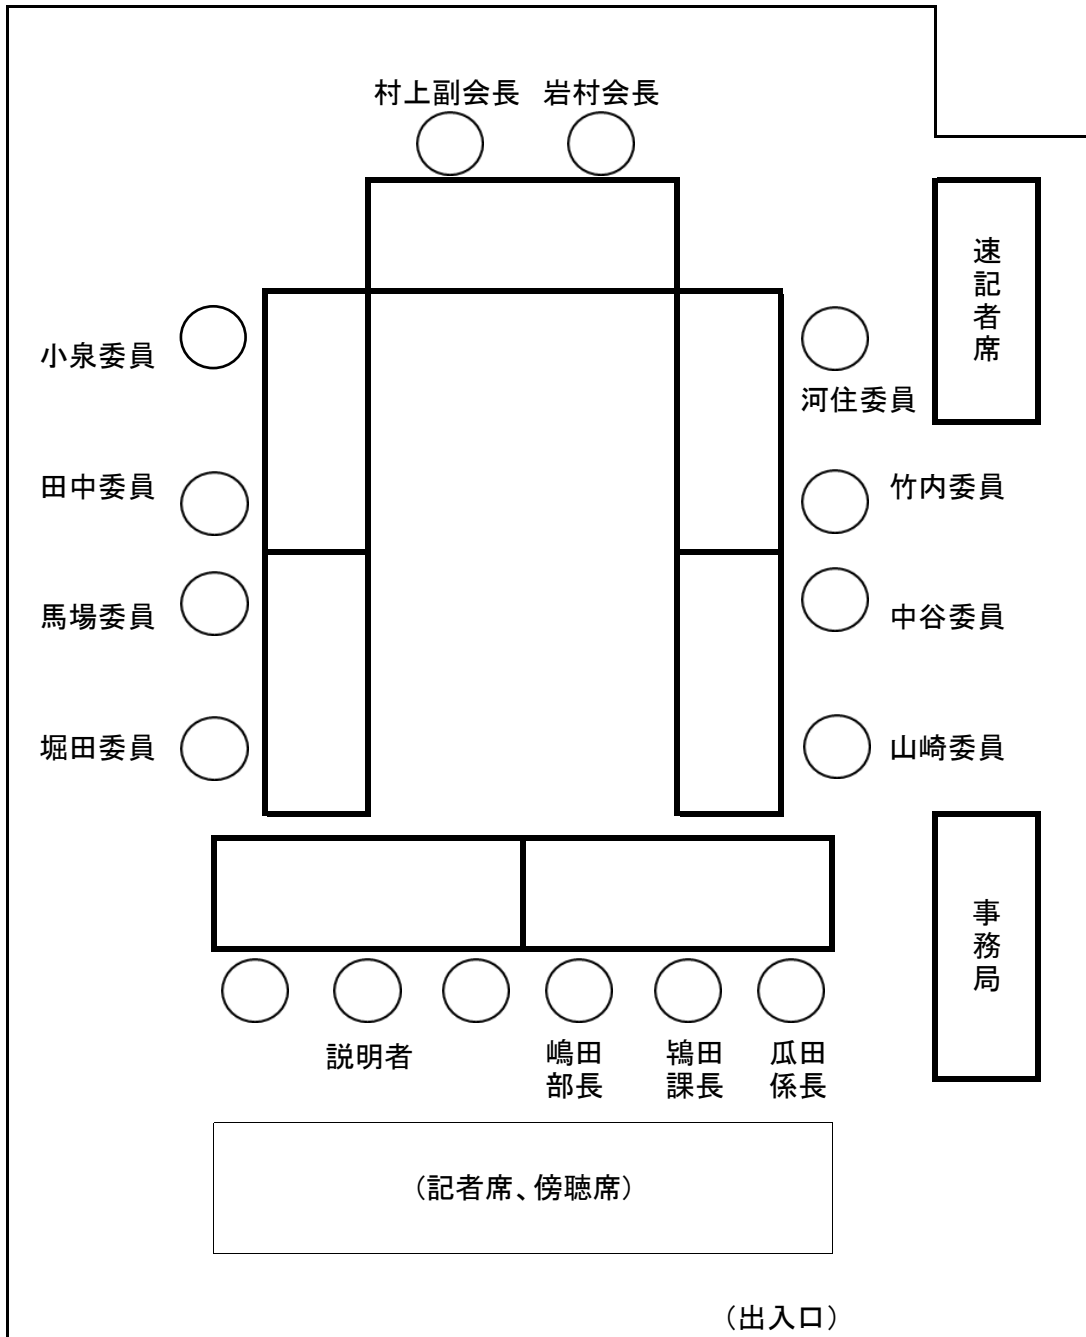 村上副会長 岩村会長
速記者席
小泉委員
河住委員
田中委員
竹内委員
馬場委員
中谷委員
堀田委員
山崎委員
事務局
説明者
嶋田
部長
鴇田
課長
瓜田
係長
(記者席、傍聴席)
(出入口)